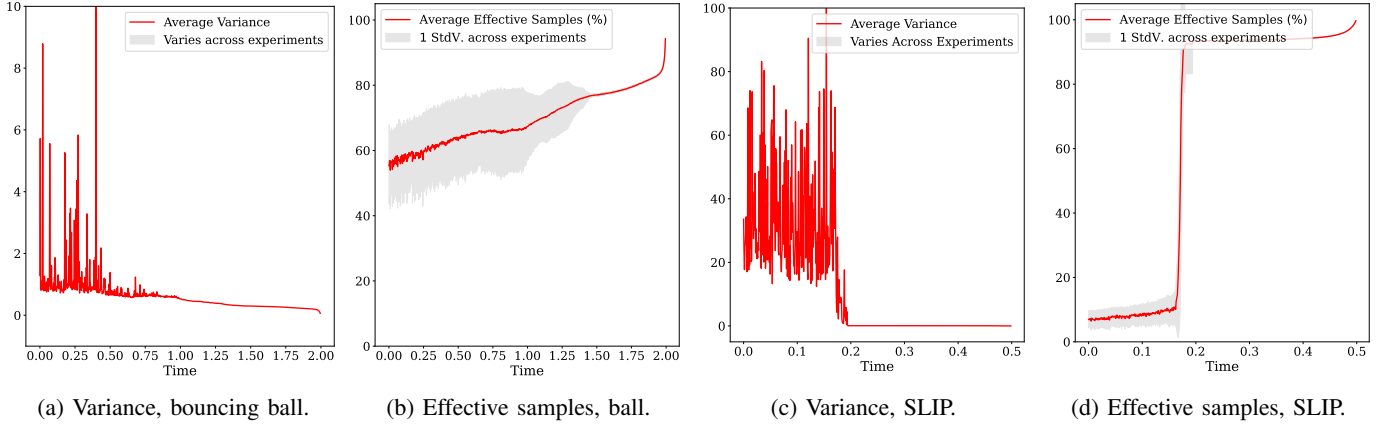 10
8
6
4
2
0
0.00 0.25 0.50 0.75 1.00 1.25 1.50 1.75 2.00
Time
Average Variance
Varies across experiments
(a) Variance, bouncing ball.
100
80
60
40
20
0
0.00 0.25 0.50 0.75 1.00 1.25 1.50 1.75 2.00
Time
Average Effective Samples (%)
1 StdV. across experiments
(b) Effective samples, ball.
100
80
60
40
20
0
0.0 0.1 0.2 0.3 0.4 0.5
Time
Average Variance
Varies Across Experiments
(c) Variance, SLIP.
100
80
60
40
20
0
0.0 0.1 0.2 0.3 0.4 0.5
Time
Average Effective Samples (%)
1 StdV. across experiments
(d) Effective samples, SLIP.